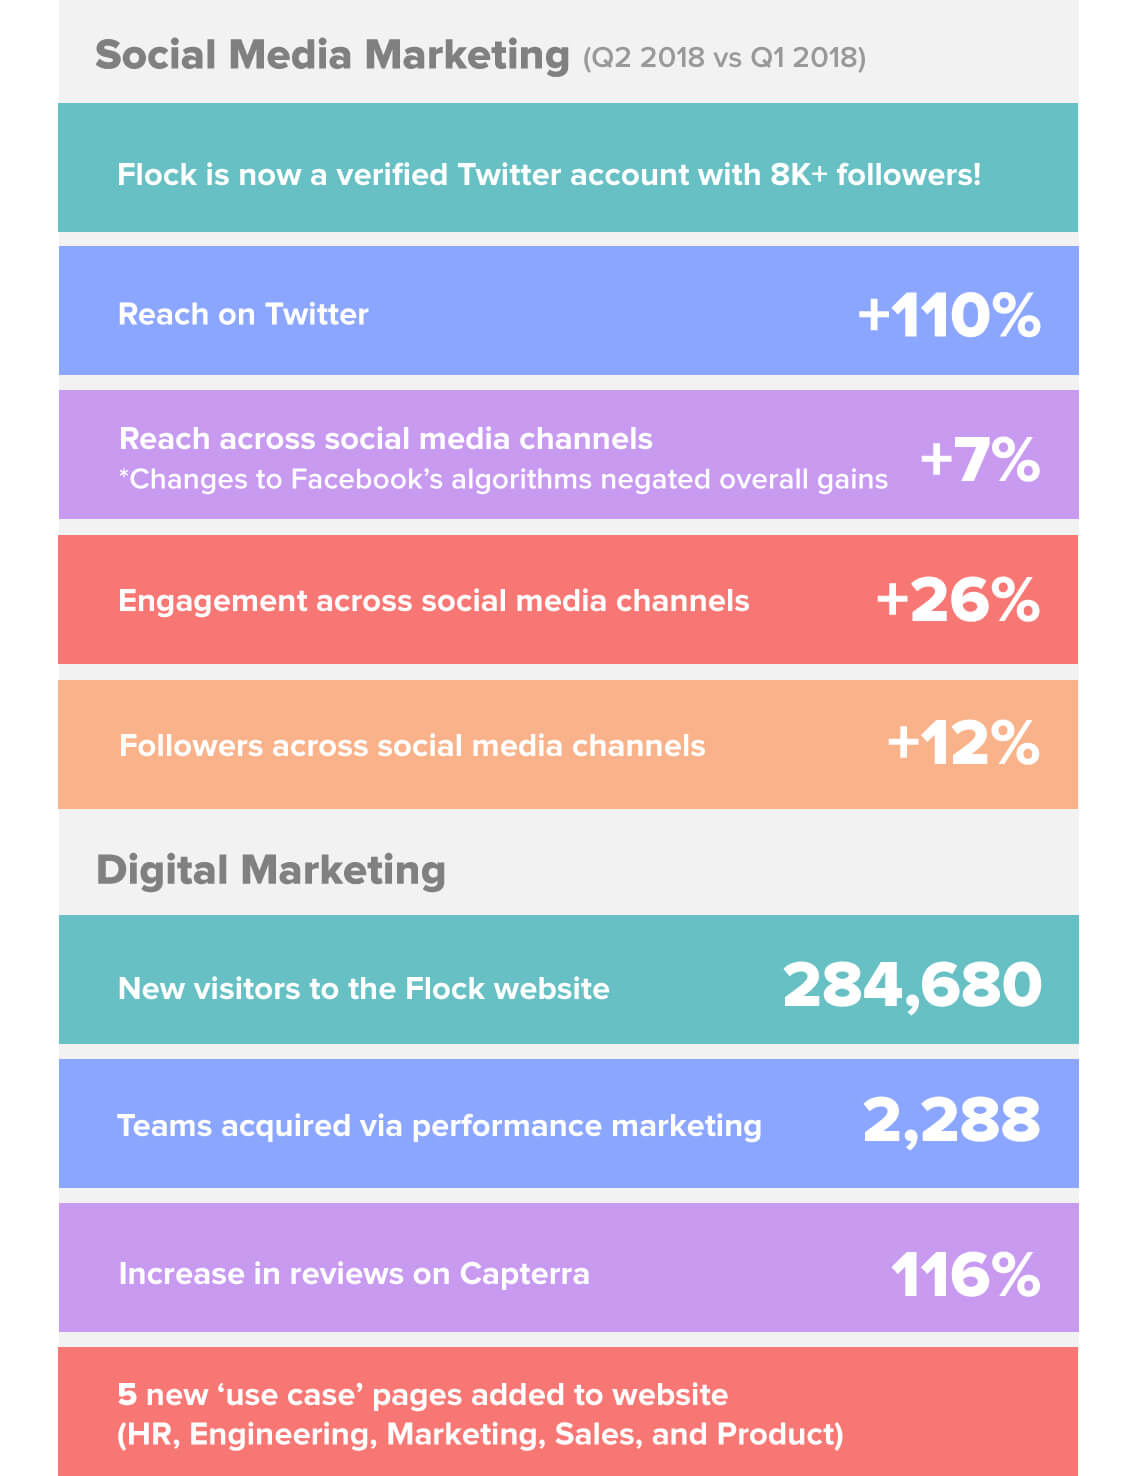 Social Media Marketing (Q2 2018 vs Q1 2018)
Flock is now a verified Twitter account with 8K+ followers!
Reach on Twitter +110%
Reach across social media channels +7%
*Changes to Facebook’s algorithms negated overall gains
Engagement across social media channels +26%
Followers across social media channels +12%
Digital Marketing
New visitors to the Flock website 284,680
Teams acquired via performance marketing 2,288
Increase in reviews on Capterra 116%
5 new ‘use case’ pages added to website
(HR, Engineering, Marketing, Sales, and Product)